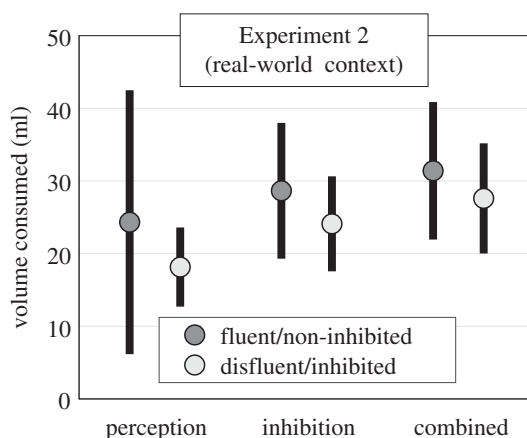 50
40
30
20
10
0
volume consumed (ml)
Experiment 2
(real-world context)
fluent/non-inhibited
disfluent/inhibited
perception inhibition combined